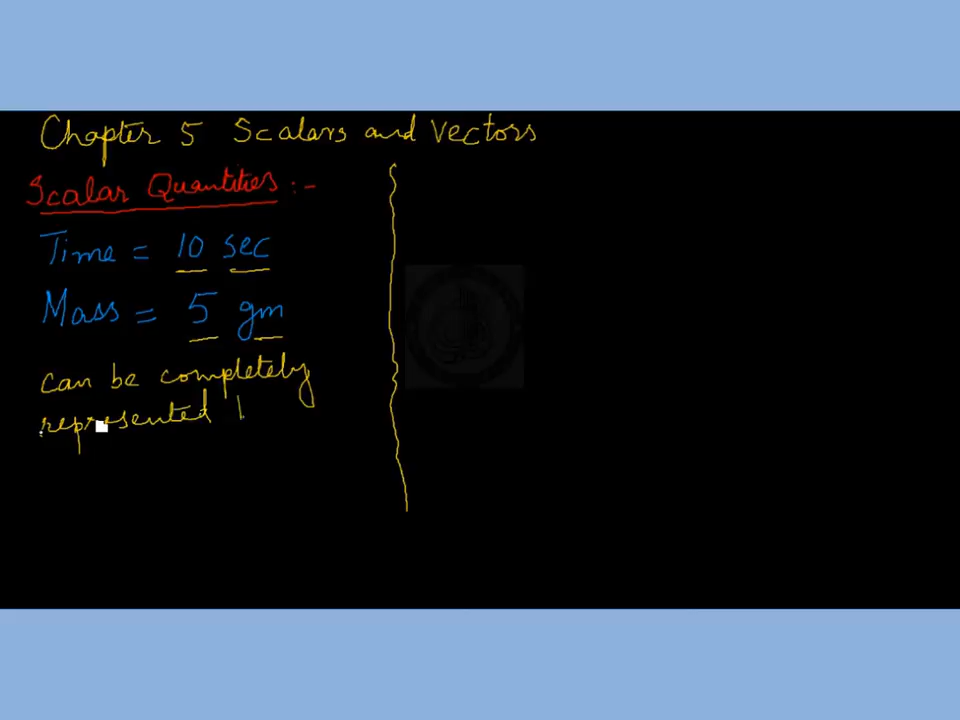 Chapter 5 Scalars and Vectors
Scalar Quantities :-
Time = 10 sec
Mass = 5 gm
can be completely
represented